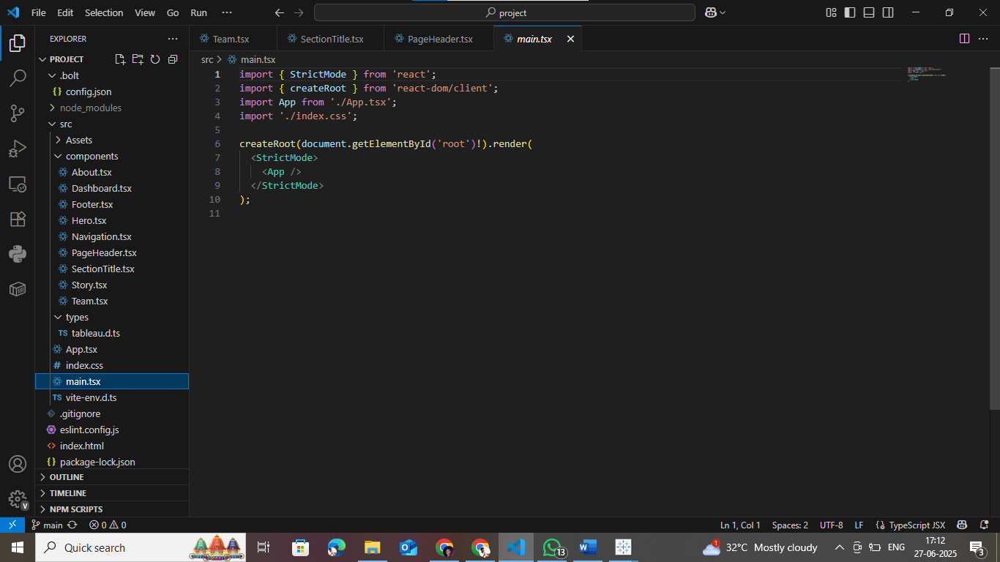 File Edit Selection View Go Run ··· project
EXPLORER ···
PROJECT
.bolt
{} config.json
node_modules
src
Assets
components
About.tsx
Dashboard.tsx
Footer.tsx
Hero.tsx
Navigation.tsx
PageHeader.tsx
SectionTitle.tsx
Story.tsx
Team.tsx
types
TS tableau.d.ts
App.tsx
# index.css
main.tsx
TS vite-env.d.ts
.gitignore
eslint.config.js
<> index.html
{} package-lock.json
OUTLINE
TIMELINE
NPM SCRIPTS
V
Team.tsx SectionTitle.tsx PageHeader.tsx main.tsx ···
src > main.tsx
1 import { StrictMode } from 'react';
2 import { createRoot } from 'react-dom/client';
3 import App from './App.tsx';
4 import './index.css';
5
6 createRoot(document.getElementById('root')!).render(
7 <StrictMode>
8 <App />
9 </StrictMode>
10 );
11
main 0 0 Ln 1, Col 1 Spaces: 2 UTF-8 LF {} TypeScript JSX
Quick search 13 1 32°C Mostly cloudy ENG 17:12
27-06-2025 3